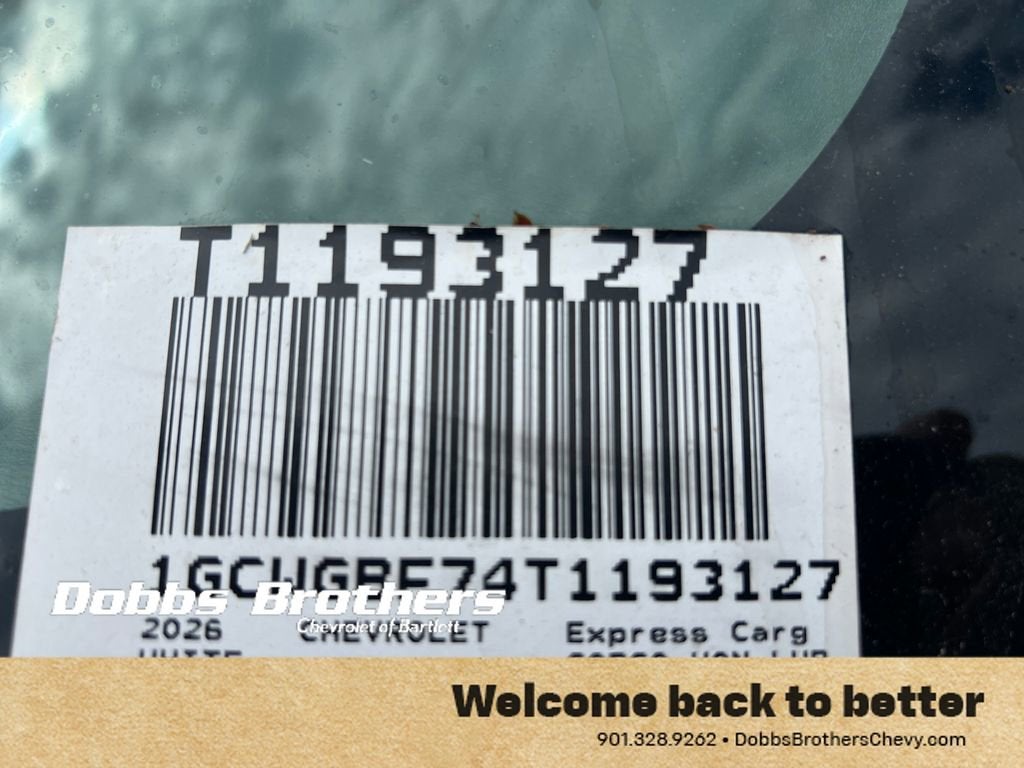 T1193127
1GCWGBF74T1193127
Dobbs Brothers
Chevrolet of Bartlett
2026 CHEVROLET Express Carg
WHITE
Welcome back to better
901.328.9262 • DobbsBrothersChevy.com